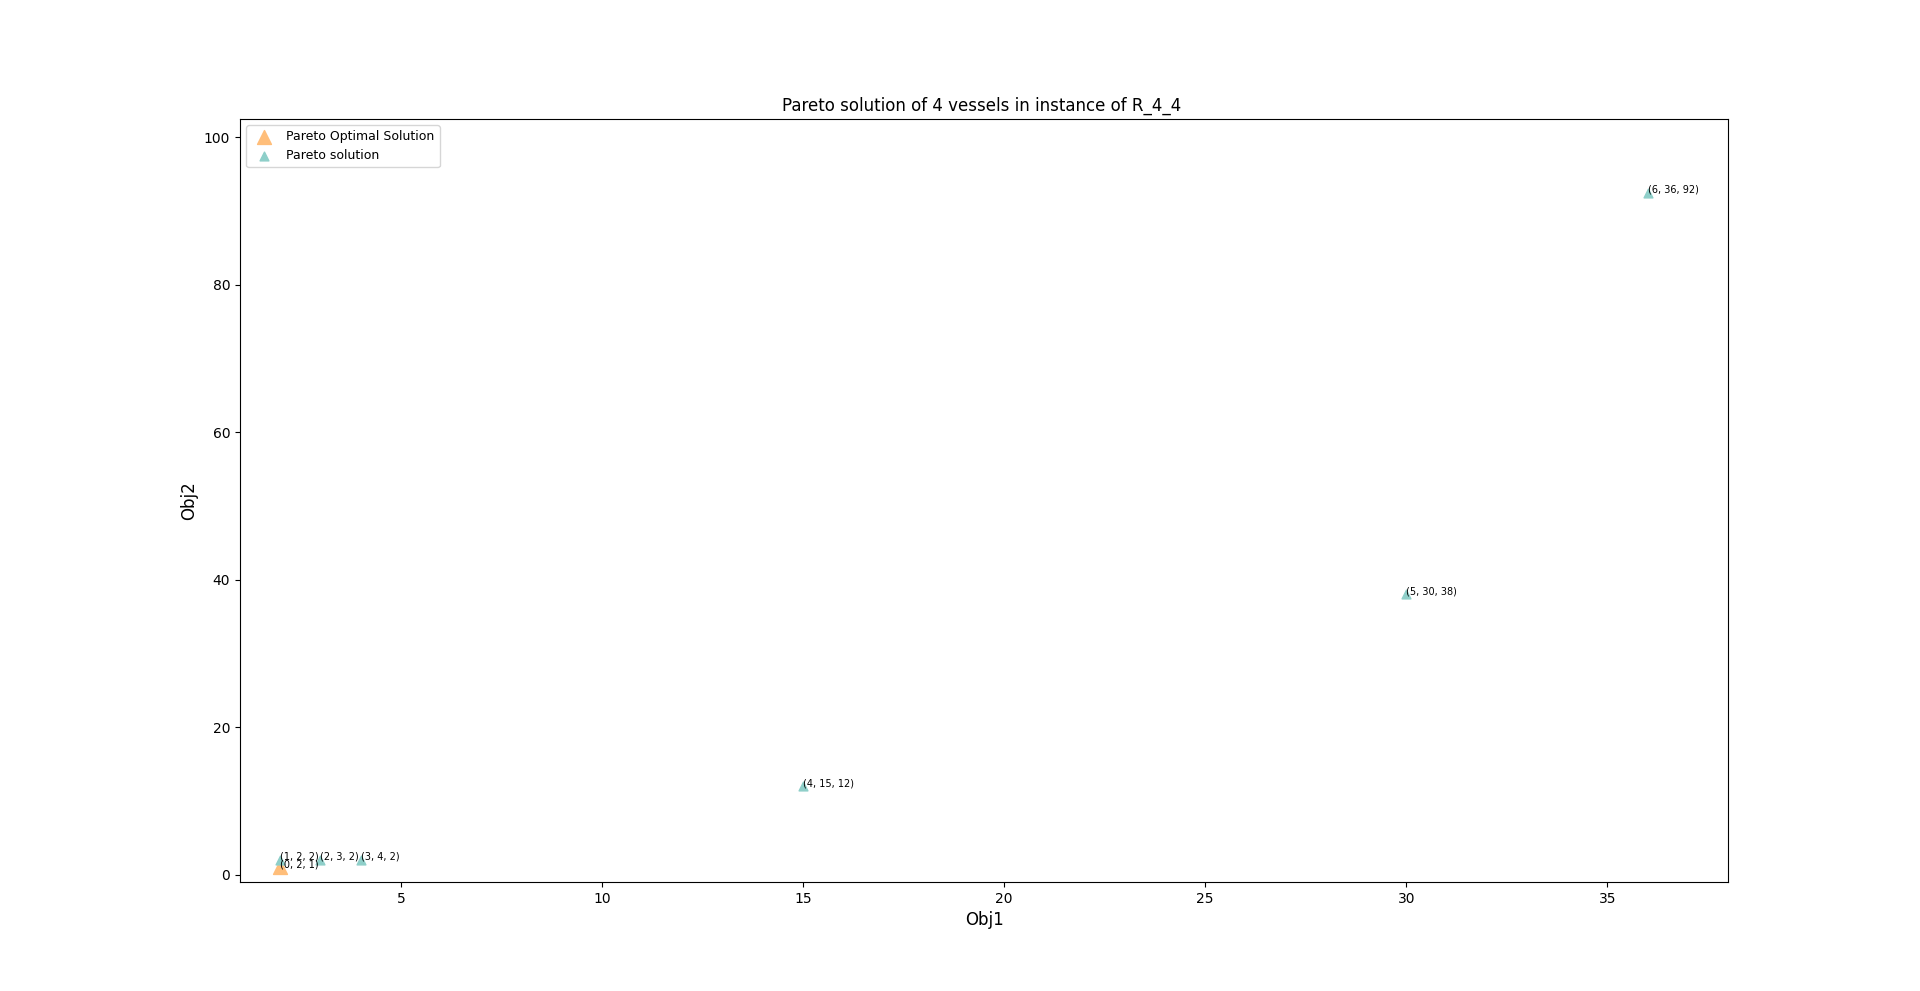 Pareto solution of 4 vessels in instance of R_4_4
Pareto Optimal Solution
Pareto solution
100
80
60
40
20
0
Obj2
(6, 36, 92)
(5, 30, 38)
(4, 15, 12)
(1, 2, 2) (2, 3, 2) (3, 4, 2)
(0, 2, 1)
5 10 15 20 25 30 35
Obj1